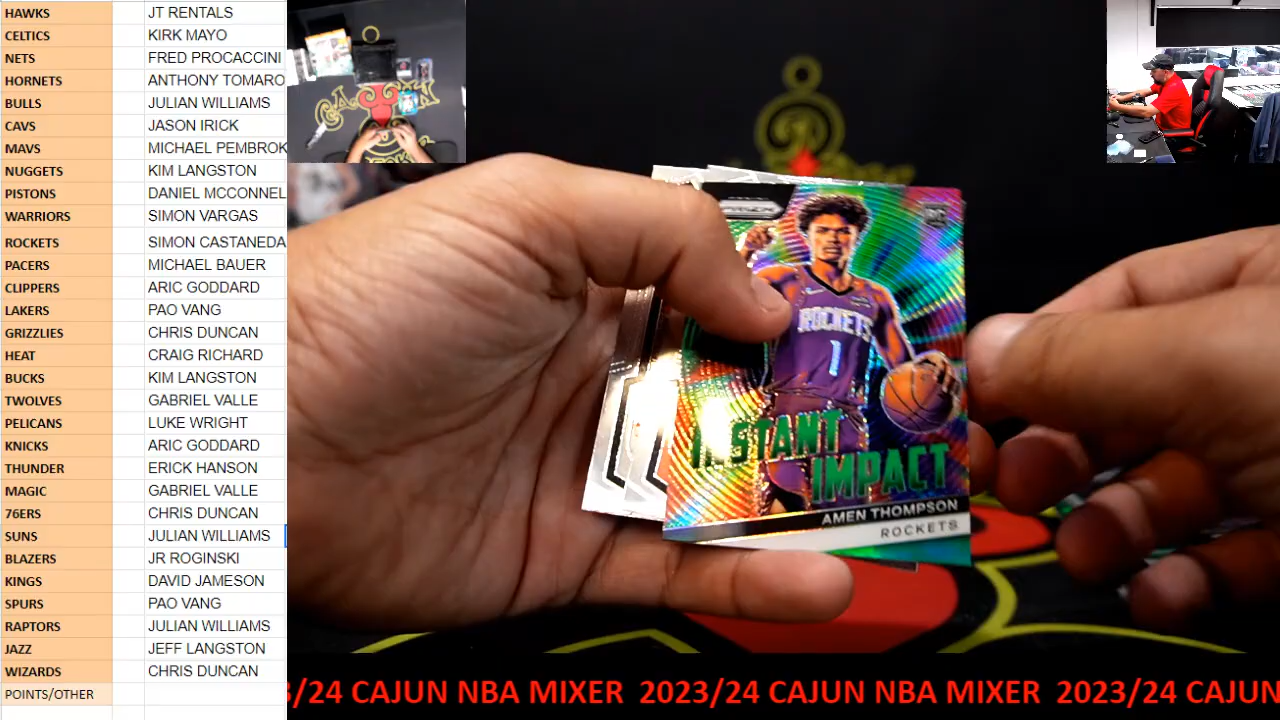 HAWKS JT RENTALS
CELTICS KIRK MAYO
NETS FRED PROCACCINI
HORNETS ANTHONY TOMARO
BULLS JULIAN WILLIAMS
CAVS JASON IRICK
MAVS MICHAEL PEMBROK
NUGGETS KIM LANGSTON
PISTONS DANIEL MCCONNEL
WARRIORS SIMON VARGAS
ROCKETS SIMON CASTANEDA
PACERS MICHAEL BAUER
CLIPPERS ARIC GODDARD
LAKERS PAO VANG
GRIZZLIES CHRIS DUNCAN
HEAT CRAIG RICHARD
BUCKS KIM LANGSTON
TWOLVES GABRIEL VALLE
PELICANS LUKE WRIGHT
KNICKS ARIC GODDARD
THUNDER ERICK HANSON
MAGIC GABRIEL VALLE
76ERS CHRIS DUNCAN
SUNS JULIAN WILLIAMS
BLAZERS JR ROGINSKI
KINGS DAVID JAMESON
SPURS PAO VANG
RAPTORS JULIAN WILLIAMS
JAZZ JEFF LANGSTON
WIZARDS CHRIS DUNCAN
POINTS/OTHER
RC
ROCKETS
1
INSTANT
IMPACT
AMEN THOMPSON
ROCKETS
3/24 CAJUN NBA MIXER 2023/24 CAJUN NBA MIXER 2023/24 CAJUN